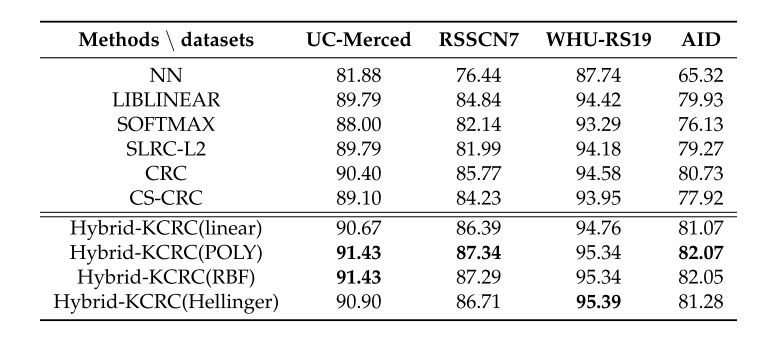 Methods \ datasets UC-Merced RSSCN7 WHU-RS19 AID
NN 81.88 76.44 87.74 65.32
LIBLINEAR 89.79 84.84 94.42 79.93
SOFTMAX 88.00 82.14 93.29 76.13
SLRC-L2 89.79 81.99 94.18 79.27
CRC 90.40 85.77 94.58 80.73
CS-CRC 89.10 84.23 93.95 77.92
Hybrid-KCRC(linear) 90.67 86.39 94.76 81.07
Hybrid-KCRC(POLY) 91.43 87.34 95.34 82.07
Hybrid-KCRC(RBF) 91.43 87.29 95.34 82.05
Hybrid-KCRC(Hellinger) 90.90 86.71 95.39 81.28